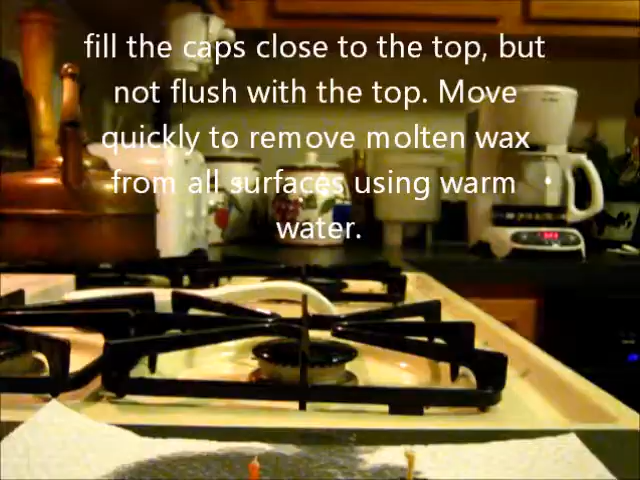 fill the caps close to the top, but
not flush with the top. Move
quickly to remove molten wax
from all surfaces using warm
water.